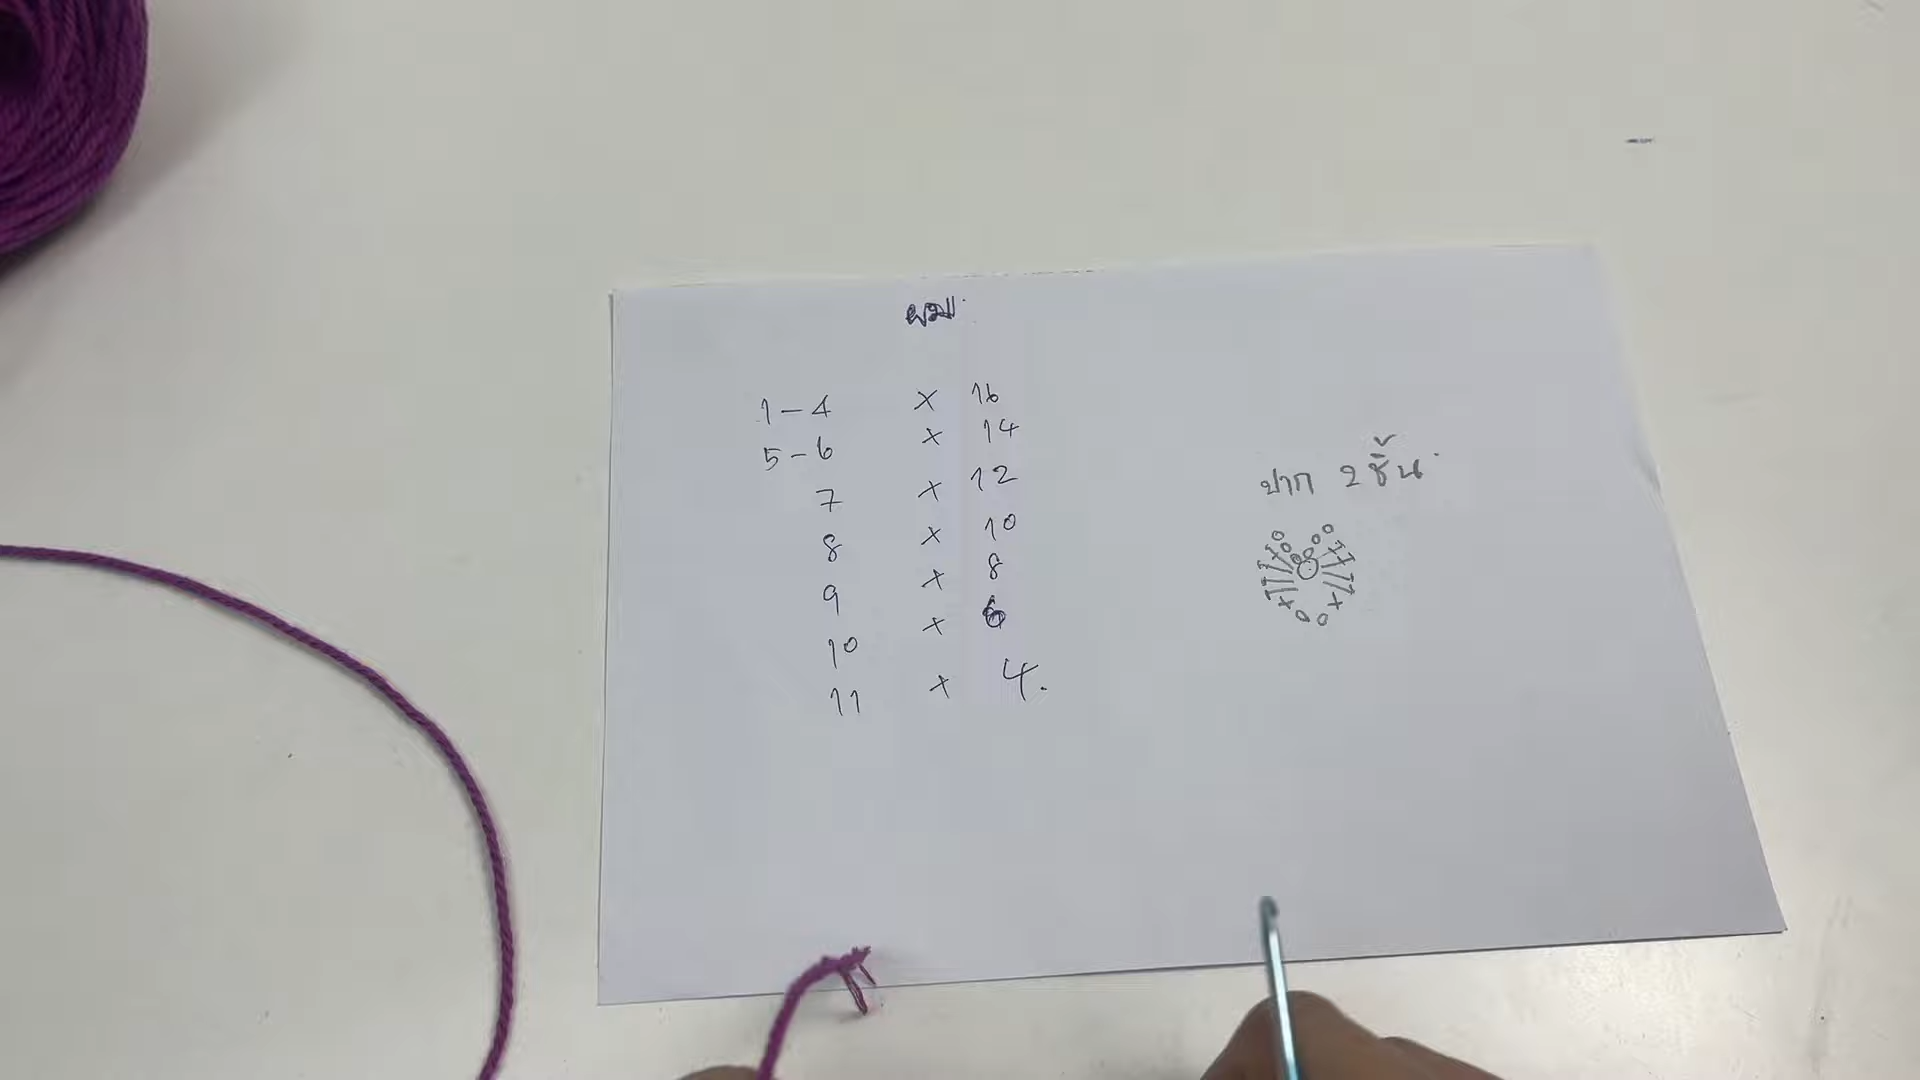 ผม
1-4 x 16
5-6 x 14
7 x 12
8 x 10
9 x 8
10 x 6
11 x 4.
ปาก 2 ชิ้น